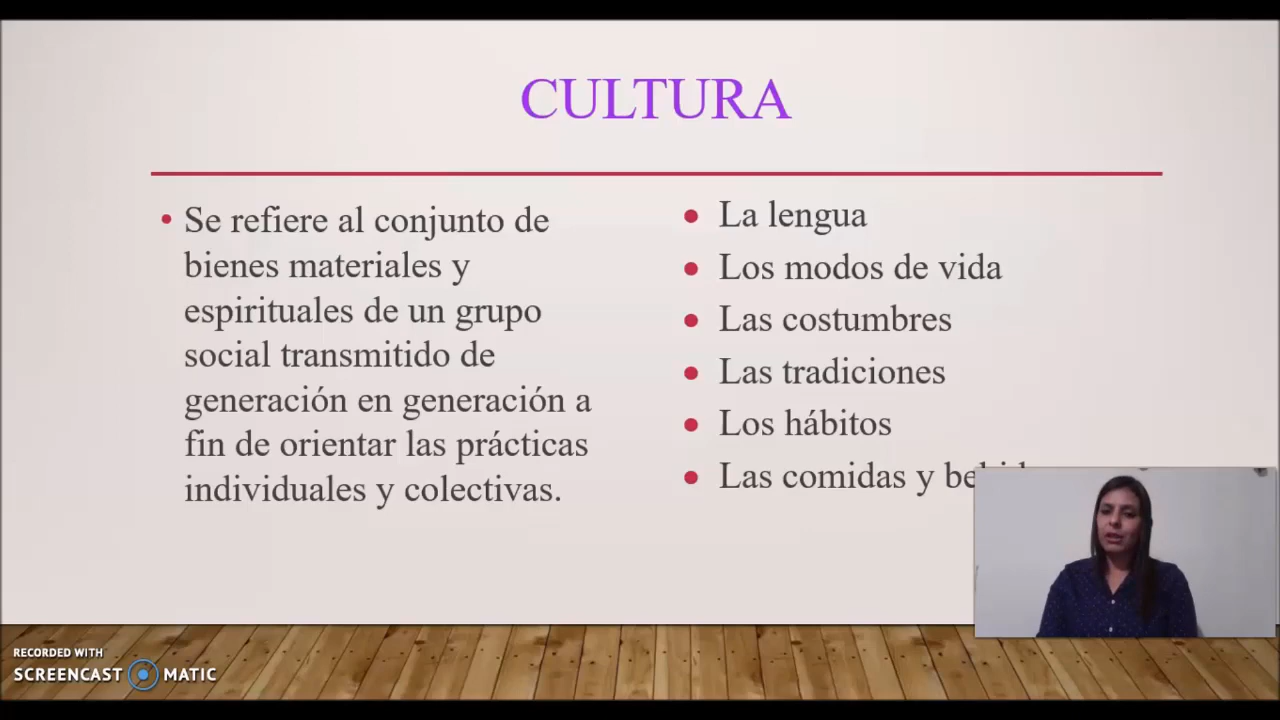 CULTURA
• Se refiere al conjunto de
bienes materiales y
espirituales de un grupo
social transmitido de
generación en generación a
fin de orientar las prácticas
individuales y colectivas.
• La lengua
• Los modos de vida
• Las costumbres
• Las tradiciones
• Los hábitos
• Las comidas y
RECORDED WITH
SCREENCAST MATIC